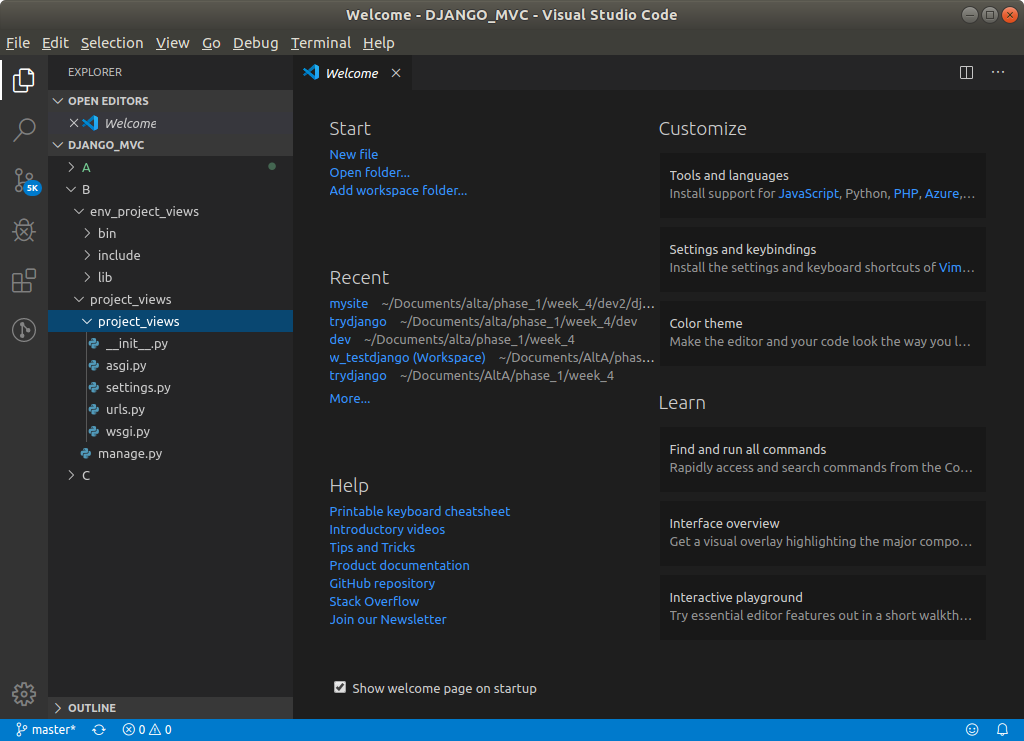 Welcome - DJANGO_MVC - Visual Studio Code
File Edit Selection View Go Debug Terminal Help
EXPLORER
OPEN EDITORS
Welcome
DJANGO_MVC
A
B
env_project_views
bin
include
lib
project_views
project_views
__init__.py
asgi.py
settings.py
urls.py
wsgi.py
manage.py
C
OUTLINE
5K
Welcome
Start
New file
Open folder...
Add workspace folder...
Recent
mysite ~/Documents/alta/phase_1/week_4/dev2/dj...
trydjango ~/Documents/alta/phase_1/week_4/dev
dev ~/Documents/alta/phase_1/week_4
w_testdjango (Workspace) ~/Documents/AltA/phas...
trydjango ~/Documents/AltA/phase_1/week_4
More...
Help
Printable keyboard cheatsheet
Introductory videos
Tips and Tricks
Product documentation
GitHub repository
Stack Overflow
Join our Newsletter
Show welcome page on startup
Customize
Tools and languages
Install support for JavaScript, Python, PHP, Azure,...
Settings and keybindings
Install the settings and keyboard shortcuts of Vim...
Color theme
Make the editor and your code look the way you l...
Learn
Find and run all commands
Rapidly access and search commands from the Co...
Interface overview
Get a visual overlay highlighting the major compo...
Interactive playground
Try essential editor features out in a short walkth...
master* 0 0